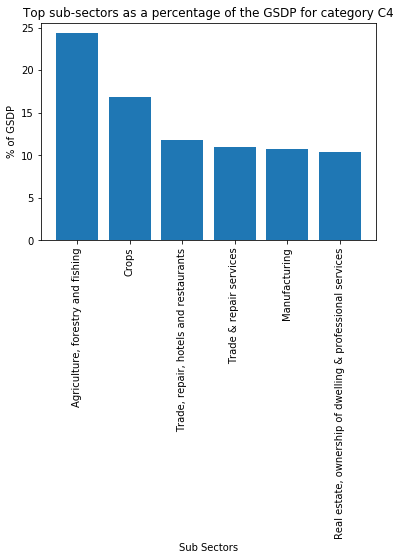 Top sub-sectors as a percentage of the GSDP for category C4
% of GSDP
25
20
15
10
5
0
Agriculture, forestry and fishing
Crops
Trade, repair, hotels and restaurants
Trade & repair services
Manufacturing
Real estate, ownership of dwelling & professional services
Sub Sectors